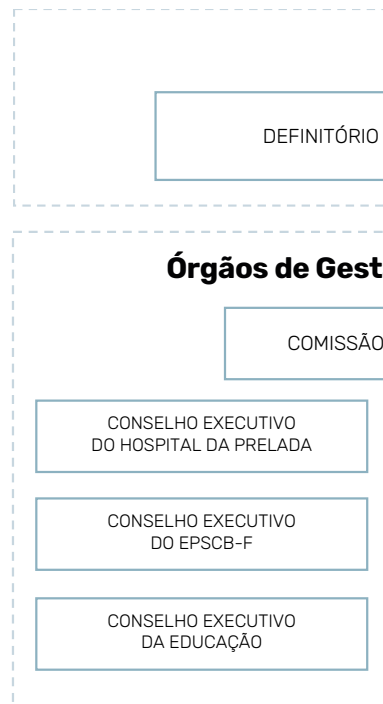 DEFINITÓRIO
Órgãos de Gest
COMISSÃO
CONSELHO EXECUTIVO
DO HOSPITAL DA PRELADA
CONSELHO EXECUTIVO
DO EPSCB-F
CONSELHO EXECUTIVO
DA EDUCAÇÃO